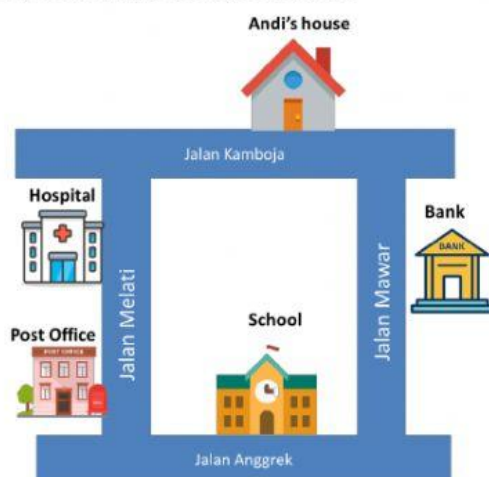 Andi's house
Jalan Kamboja
Hospital
Bank
BANK
Jalan Melati
Jalan Mawar
School
Post Office
POST OFFICE
Jalan Anggrek